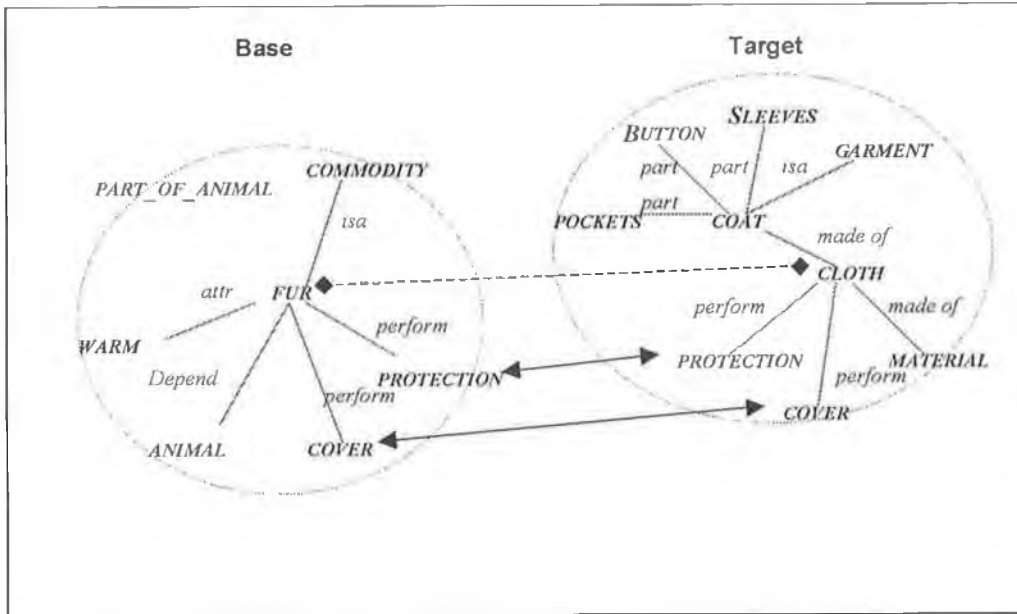 Base
Target
SLEEVES
BUTTON
GARMENT
part
part
isa
COMMODITY
PART_OF_ANIMAL
part
POCKETS
COAT
isa
made of
attr
FUR
CLOTH
perform
made of
perform
WARM
PROTECTION
MATERIAL
Depend
PROTECTION
perform
perform
COVER
ANIMAL
COVER